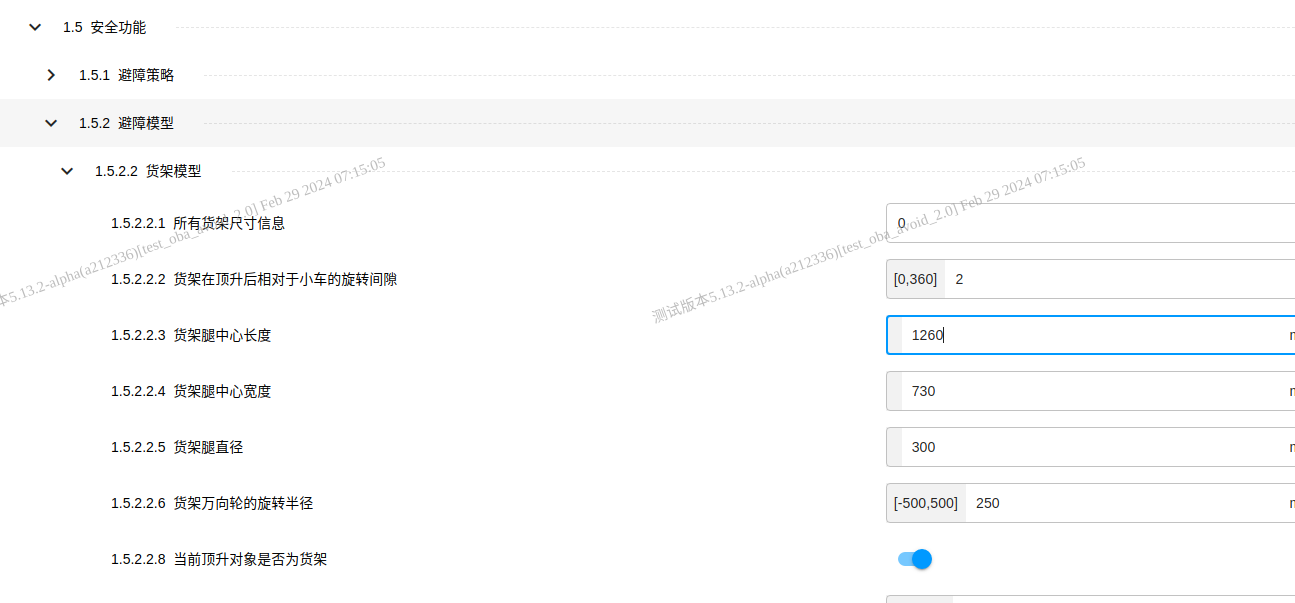 1.5 安全功能
1.5.1 避障策略
1.5.2 避障模型
1.5.2.2 货架模型
1.5.2.2.1 所有货架尺寸信息 0
1.5.2.2.2 货架在顶升后相对于小车的旋转间隙 [0,360] 2
1.5.2.2.3 货架腿中心长度 1260
1.5.2.2.4 货架腿中心宽度 730
1.5.2.2.5 货架腿直径 300
1.5.2.2.6 货架万向轮的旋转半径 [-500,500] 250
1.5.2.2.8 当前顶升对象是否为货架
本5.13.2-alpha(a212336)[test_oba_avoid_2.0] Feb 29 2024 07:15:05
测试版本5.13.2-alpha(a212336)[test_oba_avoid_2.0] Feb 29 2024 07:15:05